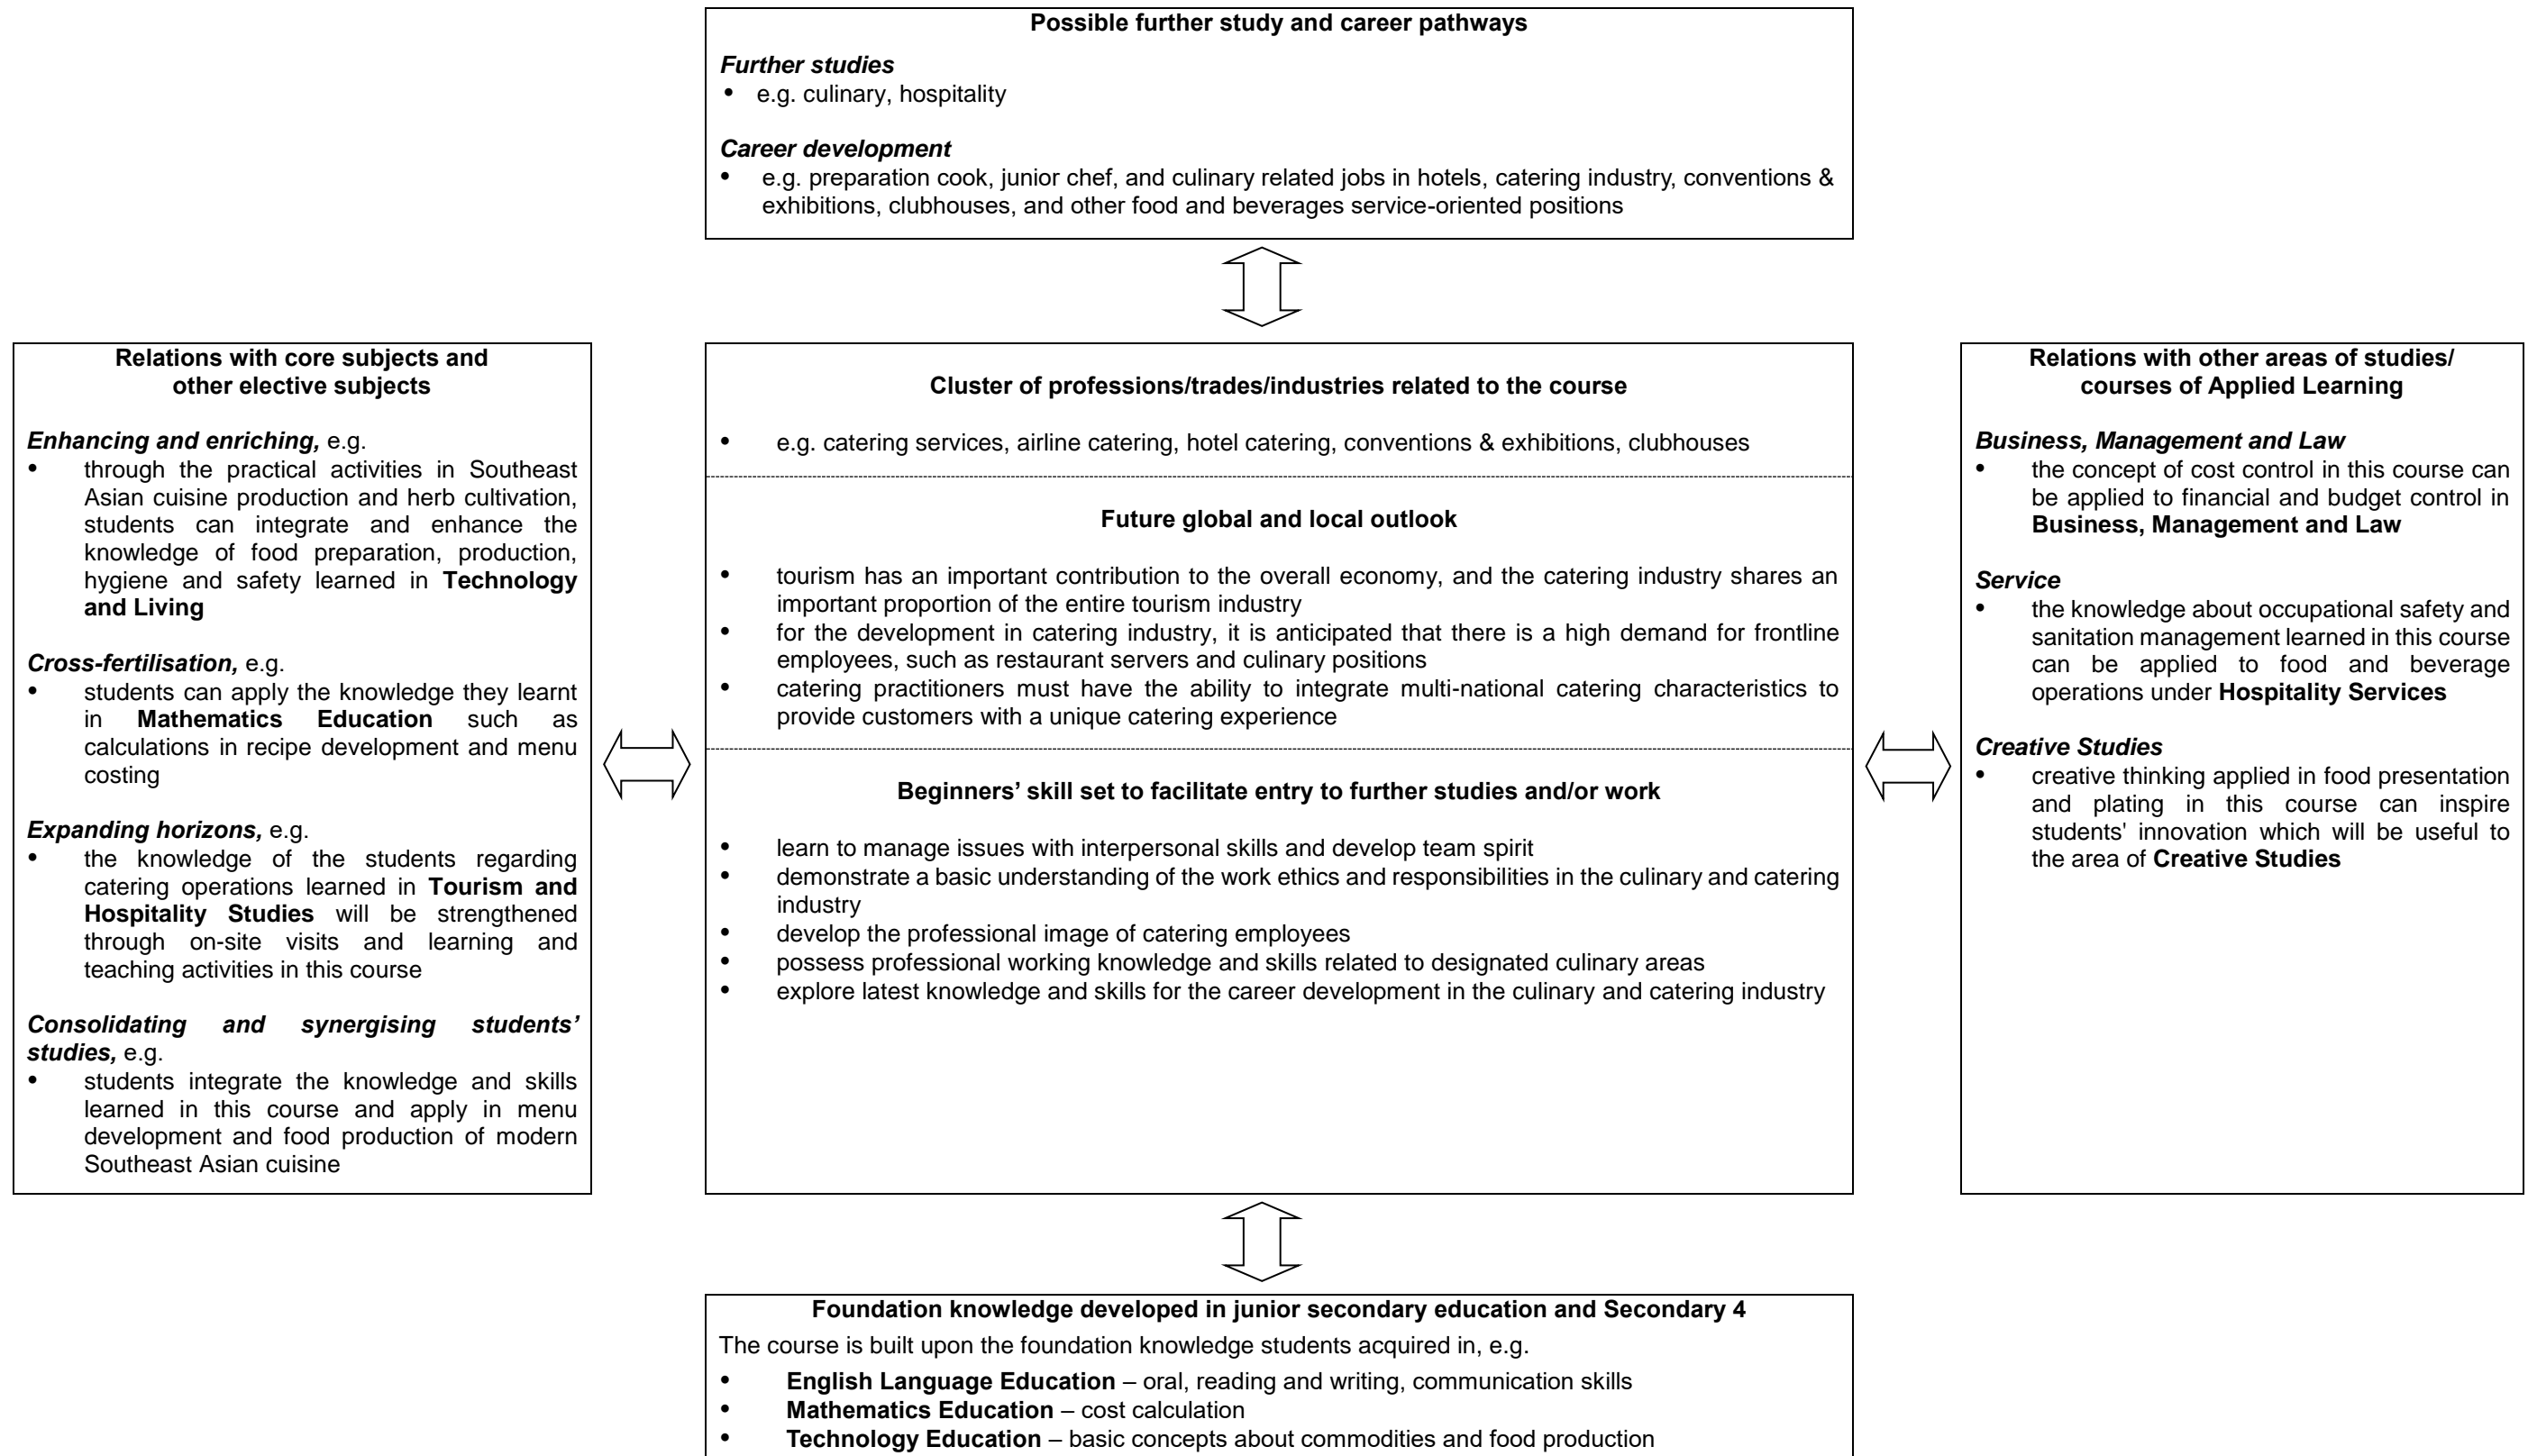 Possible further study and career pathways
Further studies
• e.g. culinary, hospitality
Career development
• e.g. preparation cook, junior chef, and culinary related jobs in hotels, catering industry, conventions &
exhibitions, clubhouses, and other food and beverages service-oriented positions
Relations with core subjects and
other elective subjects
Enhancing and enriching, e.g.
• through the practical activities in Southeast
Asian cuisine production and herb cultivation,
students can integrate and enhance the
knowledge of food preparation, production,
hygiene and safety learned in Technology
and Living
Cross-fertilisation, e.g.
• students can apply the knowledge they learnt
in Mathematics Education such as
calculations in recipe development and menu
costing
Expanding horizons, e.g.
• the knowledge of the students regarding
catering operations learned in Tourism and
Hospitality Studies will be strengthened
through on-site visits and learning and
teaching activities in this course
Consolidating and synergising students’
studies, e.g.
• students integrate the knowledge and skills
learned in this course and apply in menu
development and food production of modern
Southeast Asian cuisine
Cluster of professions/trades/industries related to the course
• e.g. catering services, airline catering, hotel catering, conventions & exhibitions, clubhouses
Future global and local outlook
• tourism has an important contribution to the overall economy, and the catering industry shares an
important proportion of the entire tourism industry
• for the development in catering industry, it is anticipated that there is a high demand for frontline
employees, such as restaurant servers and culinary positions
• catering practitioners must have the ability to integrate multi-national catering characteristics to
provide customers with a unique catering experience
Beginners’ skill set to facilitate entry to further studies and/or work
• learn to manage issues with interpersonal skills and develop team spirit
• demonstrate a basic understanding of the work ethics and responsibilities in the culinary and catering
industry
• develop the professional image of catering employees
• possess professional working knowledge and skills related to designated culinary areas
• explore latest knowledge and skills for the career development in the culinary and catering industry
Relations with other areas of studies/
courses of Applied Learning
Business, Management and Law
• the concept of cost control in this course can
be applied to financial and budget control in
Business, Management and Law
Service
• the knowledge about occupational safety and
sanitation management learned in this course
can be applied to food and beverage
operations under Hospitality Services
Creative Studies
• creative thinking applied in food presentation
and plating in this course can inspire
students' innovation which will be useful to
the area of Creative Studies
Foundation knowledge developed in junior secondary education and Secondary 4
The course is built upon the foundation knowledge students acquired in, e.g.
• English Language Education – oral, reading and writing, communication skills
• Mathematics Education – cost calculation
• Technology Education – basic concepts about commodities and food production